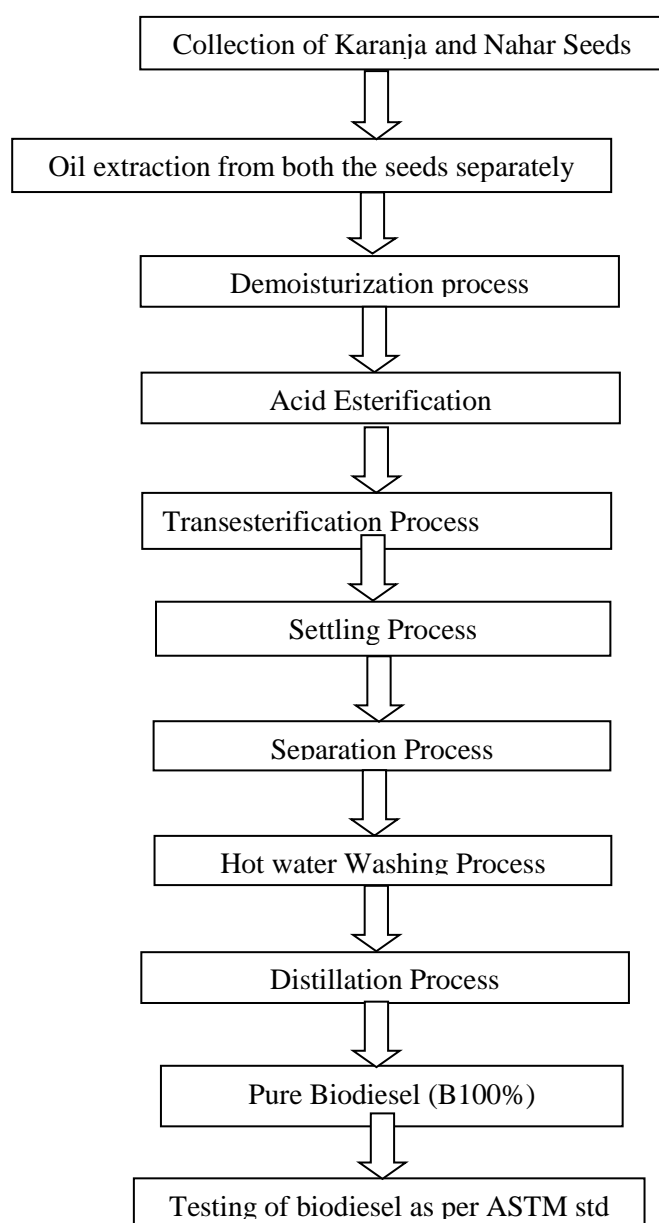 Collection of Karanja and Nahar Seeds
Oil extraction from both the seeds separately
Demoisturization process
Acid Esterification
Transesterification Process
Settling Process
Separation Process
Hot water Washing Process
Distillation Process
Pure Biodiesel (B100%)
Testing of biodiesel as per ASTM std